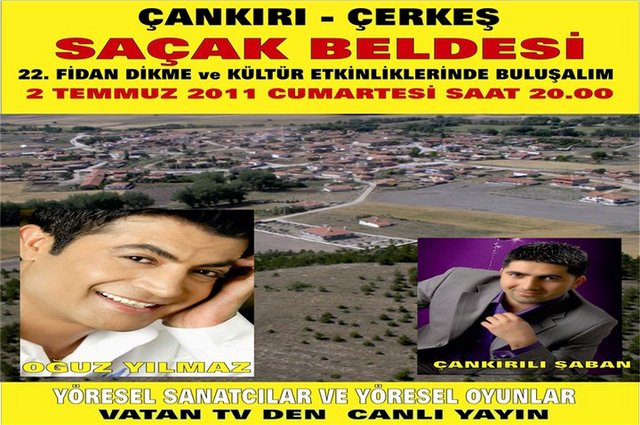 ÇANKIRI - ÇERKEŞ
SAÇAK BELDESİ
22. FİDAN DİKME ve KÜLTÜR ETKİNLİKLERİNDE BULUŞALIM
2 TEMMUZ 2011 CUMARTESİ SAAT 20.00
OĞUZ YILMAZ
ÇANKIRILI ŞABAN
YÖRESEL SANATCILAR VE YÖRESEL OYUNLAR
VATAN TV DEN CANLI YAYIN